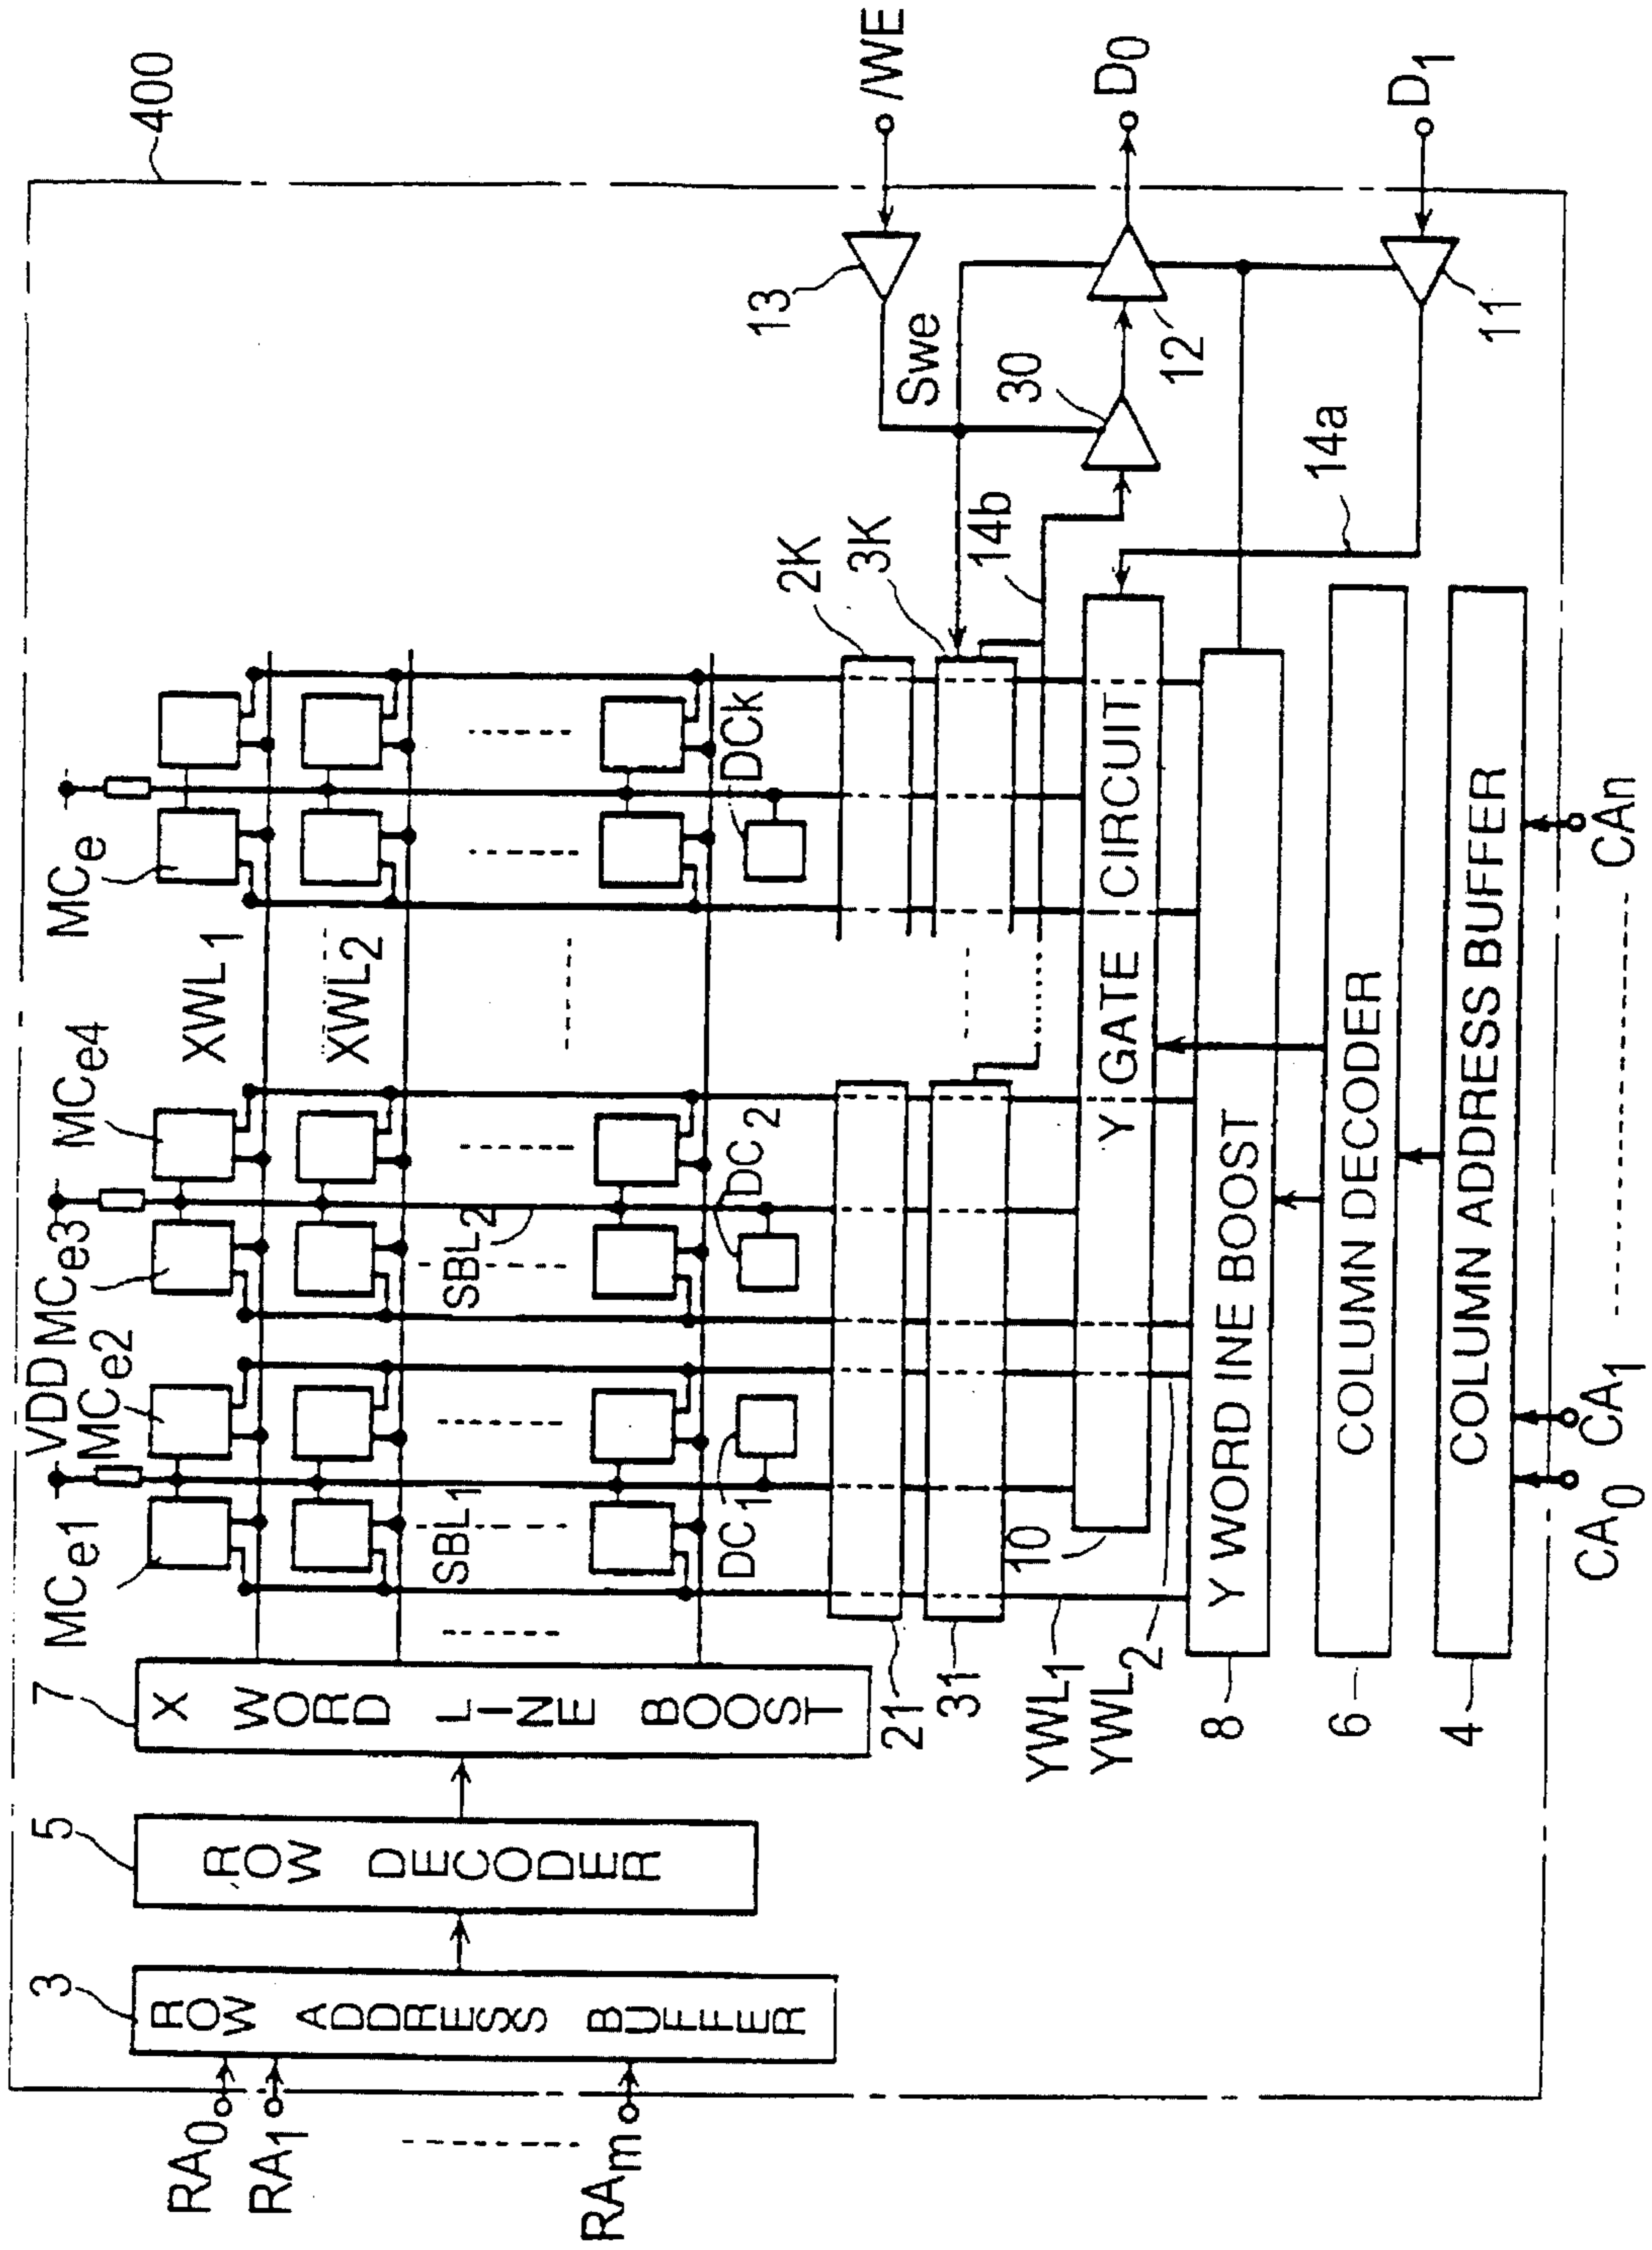 400
RA0
RA1
RAm
3
ROW ADDRESS BUFFER
5
ROW DECODER
7
X WORD LINE BOOST
VDD
MCe1
MCe2
MCe3
MCe4
MCe
XWL1
XWL2
SBL1
SBL2
DC1
DC2
DCk
21
2K
31
3K
YWL1
YWL2
10
Y GATE CIRCUIT
8
Y WORD INE BOOST
6
COLUMN DECODER
4
COLUMN ADDRESS BUFFER
CA0
CA1
CAn
13
Swe
30
12
14b
14a
11
/WE
D0
D1